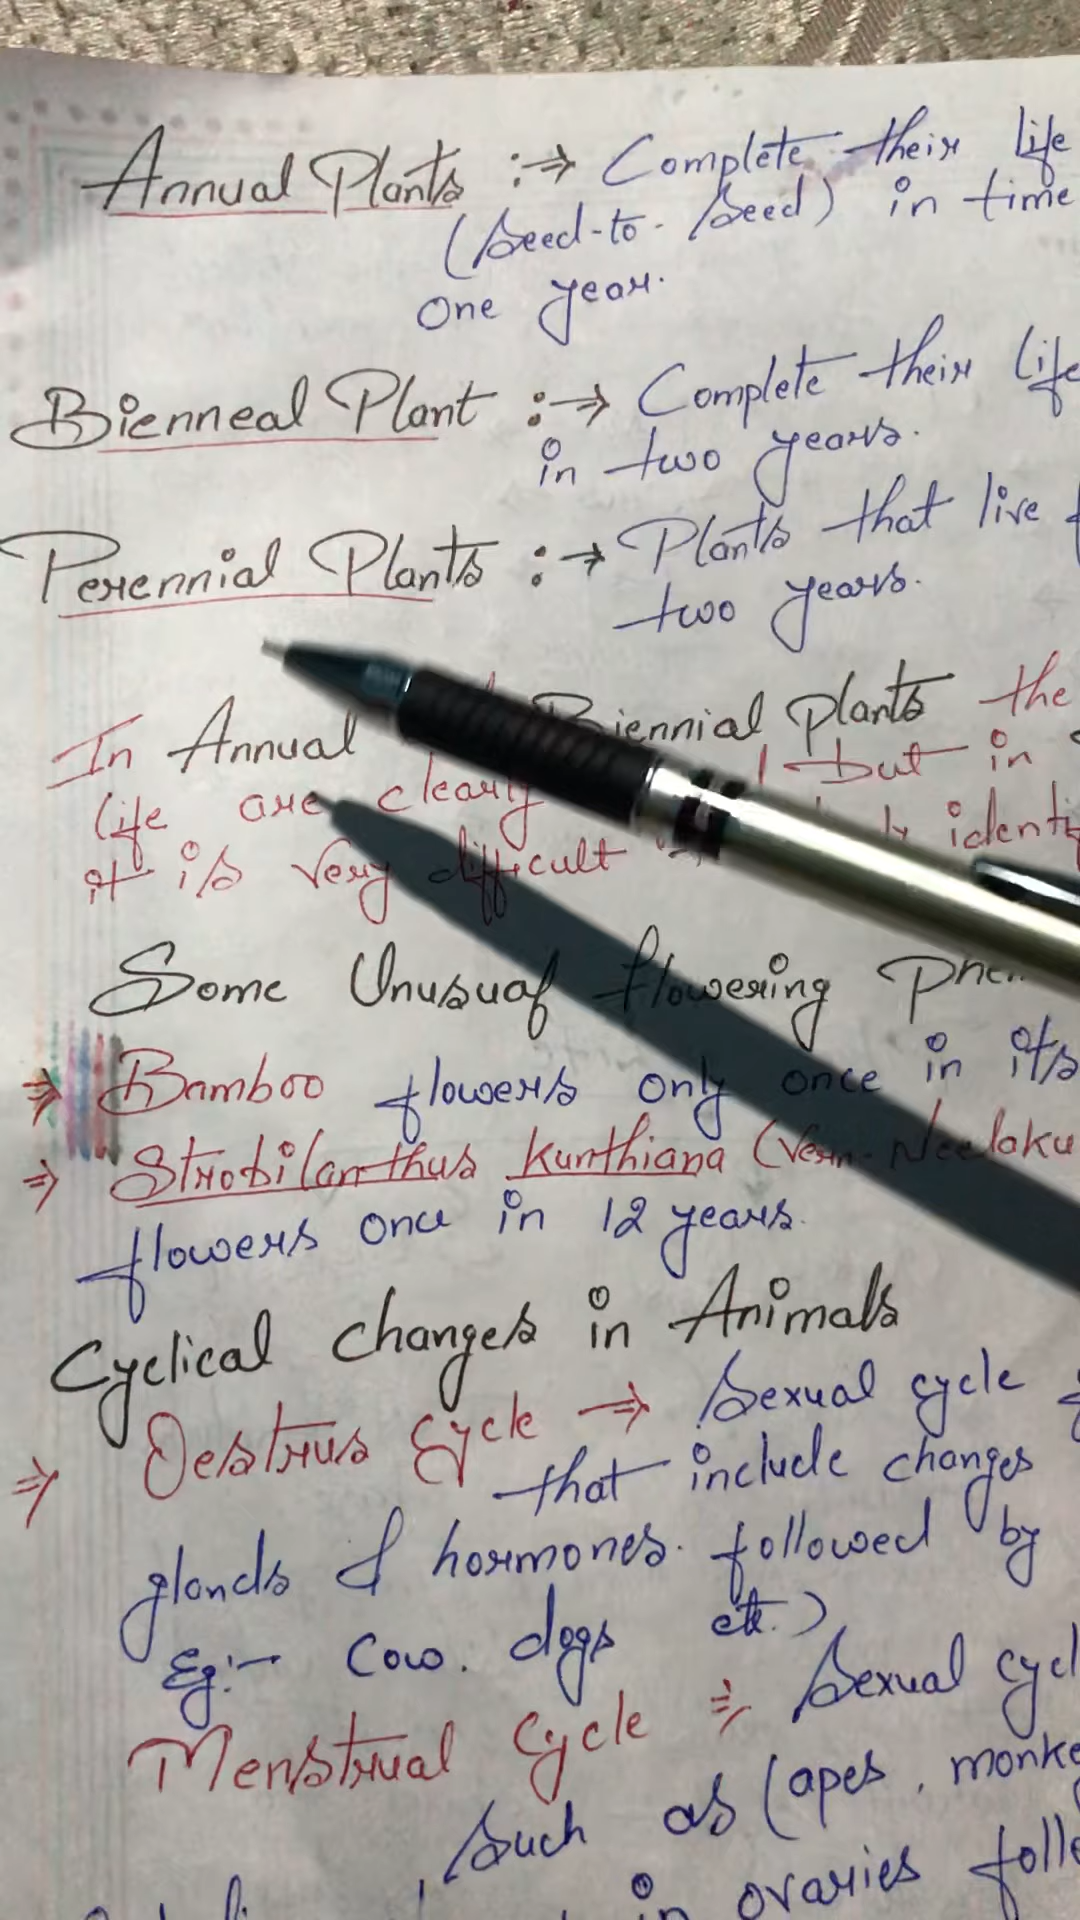 Annual Plants :→ Complete their life
(Seed-to-Seed) in time
one year.
Bienneal Plant :→ Complete their life
in two years.
Perennial Plants :→ Plants that live
two years.
In Annual Biennial Plants the
life are clearly but in
it is very difficult identi
Some Unusual flowering Phe
⇒ Bamboo flowers only once in its
⇒ Strobilanthus kunthiana (Vern- Neelaku
flowers once in 12 years.
Cyclical changes in Animals
⇒ Oestrus Cycle → Sexual cycle
that include changes
glands & hormones. followed by
Eg:- Cow. dogs etc.)
Menstrual Cycle ⇒ Sexual cycl
such as (apes, monke
in ovaries foll